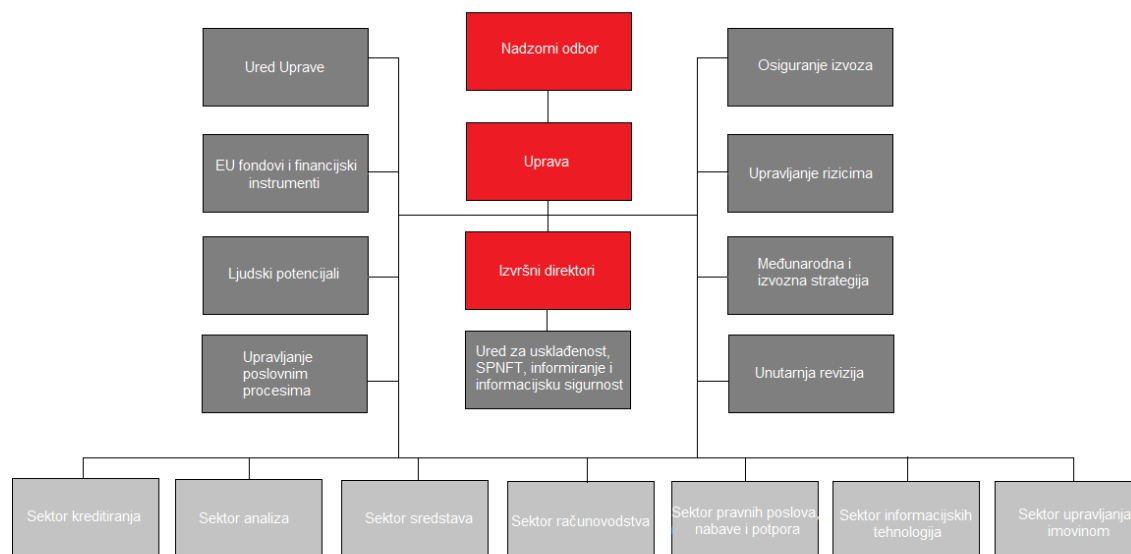 Nadzorni odbor
Ured Uprave
Osiguranje izvoza
Uprava
EU fondovi i financijski
instrumenti
Upravljanje rizicima
Izvršni direktori
Ljudski potencijali
Međunarodna i
izvozna strategija
Upravljanje
poslovnim
procesima
Ured za usklađenost,
SPNFT, informiranje i
informacijsku sigurnost
Unutarnja revizija
Sektor kreditiranja
Sektor analiza
Sektor sredstava
Sektor računovodstva
Sektor pravnih poslova,
nabave i potpora
Sektor informacijskih
tehnologija
Sektor upravljanja
imovinom